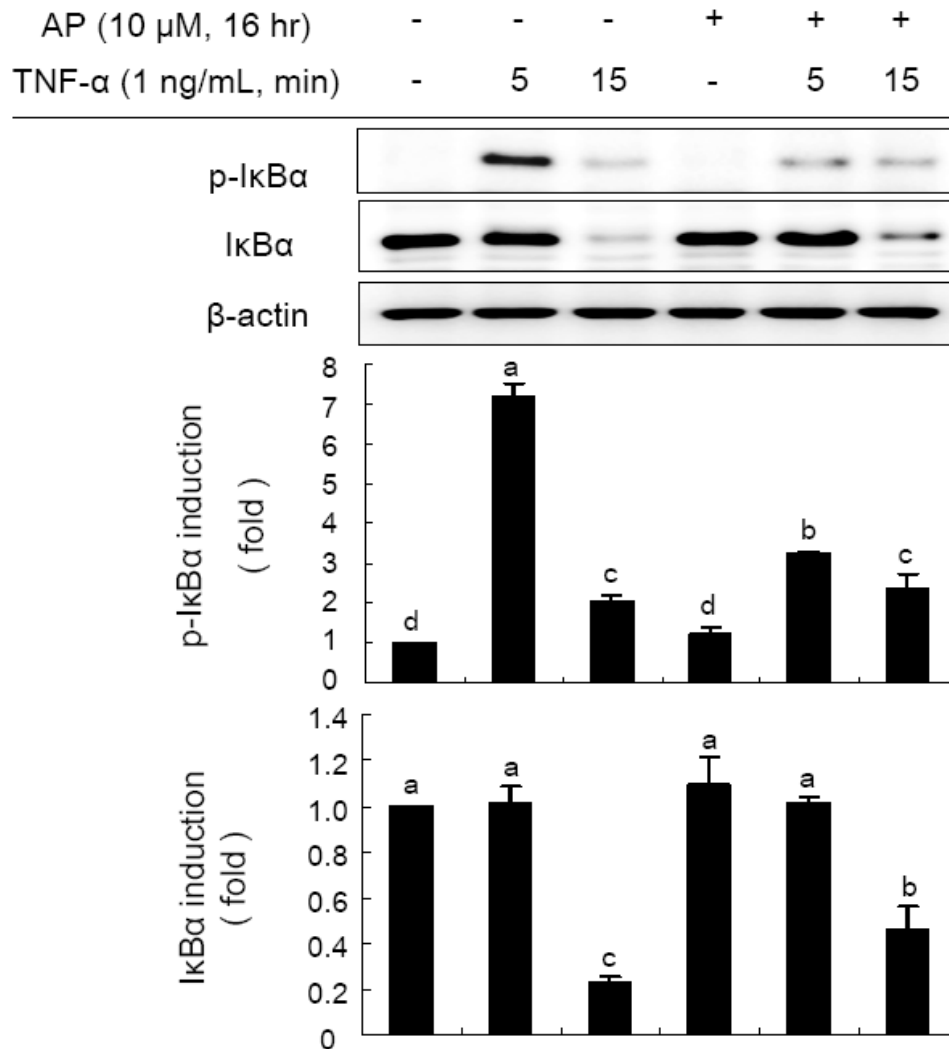 AP (10 µM, 16 hr) - - - + + +
TNF-α (1 ng/mL, min) - 5 15 - 5 15
p-IκBα
IκBα
β-actin
p-IκBα induction
( fold )
8
7
6
5
4
3
2
1
0
d a c d b c
IκBα induction
( fold )
1.4
1.2
1.0
0.8
0.6
0.4
0.2
0
a a c a a b